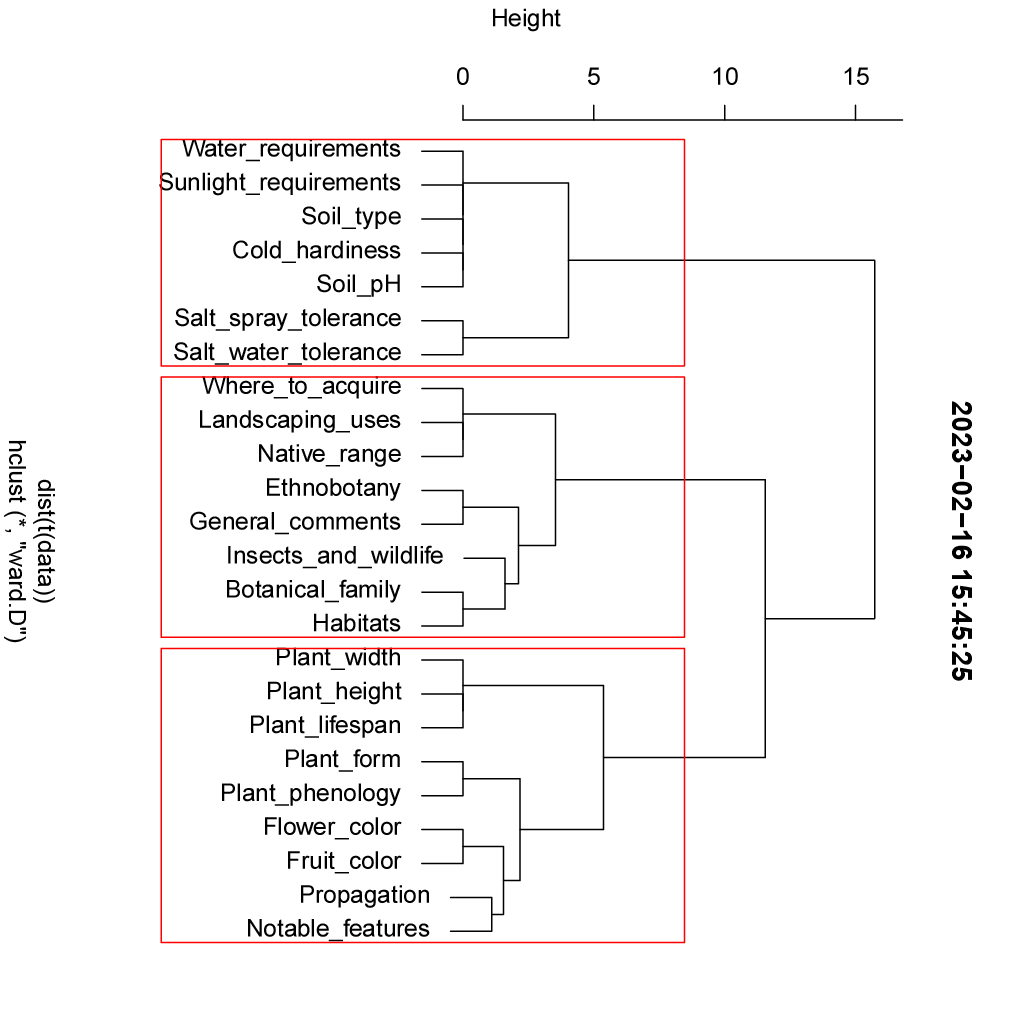 Height
0 5 10 15
Water_requirements
Sunlight_requirements
Soil_type
Cold_hardiness
Soil_pH
Salt_spray_tolerance
Salt_water_tolerance
Where_to_acquire
Landscaping_uses
Native_range
Ethnobotany
General_comments
Insects_and_wildlife
Botanical_family
Habitats
Plant_width
Plant_height
Plant_lifespan
Plant_form
Plant_phenology
Flower_color
Fruit_color
Propagation
Notable_features
2023−02−16 15:45:25
dist(t(data))
hclust (*, "ward.D")